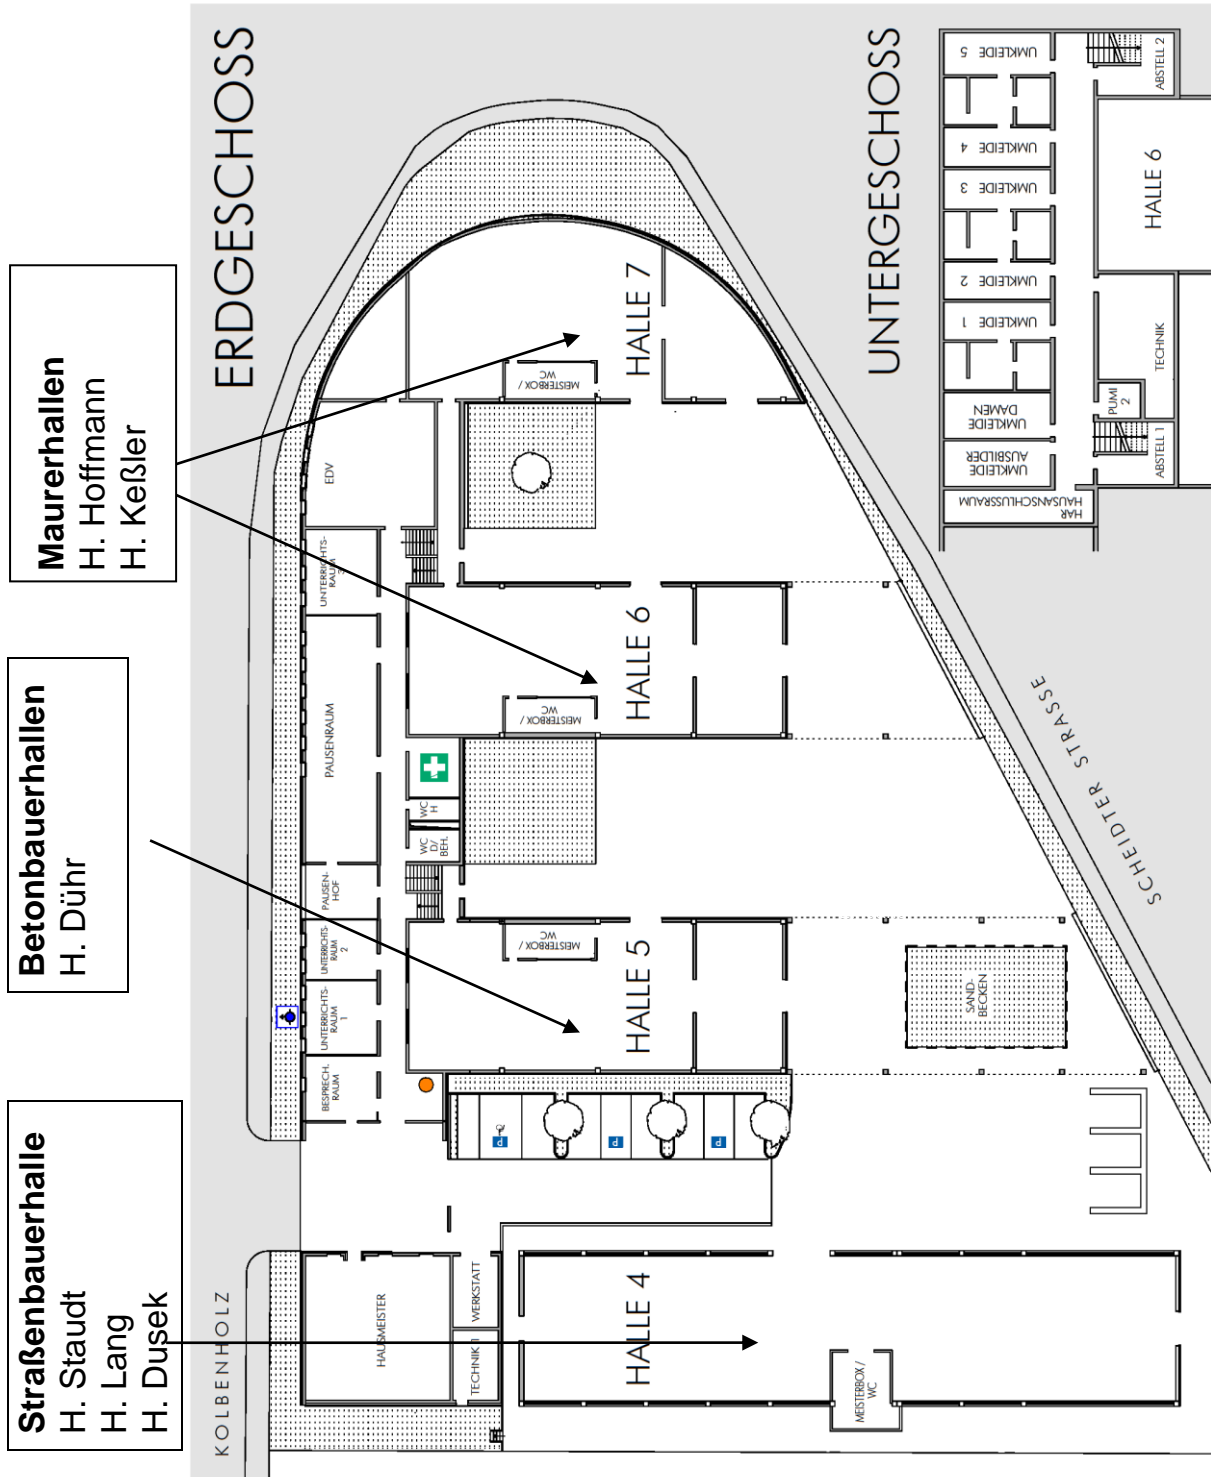 Straßenbauerhalle
H. Staudt
H. Lang
H. Dusek
Betonbauerhallen
H. Dühr
Maurerhallen
H. Hoffmann
H. Keßler
ERDGESCHOSS
KOLBENHOLZ
HAUSMEISTER
TECHNIK 1
WERKSTATT
HALLE 4
MEISTERBOX /
WC
BESPRECH.
RAUM
UNTERRICHTS-
RAUM
1
UNTERRICHTS-
RAUM
2
PAUSEN-
HOF
PAUSENRAUM
UNTERRICHTS-
RAUM
3
EDV
WC
D/
BEH.
WC
H
HALLE 5
MEISTERBOX /
WC
HALLE 6
MEISTERBOX /
WC
HALLE 7
MEISTERBOX /
WC
P
P
P
SAND-
BECKEN
SCHEIDTER STRASSE
UNTERGESCHOSS
HAR
HAUSANSCHLUSSRAUM
UMKLEIDE
AUSBILDER
UMKLEIDE
DAMEN
UMKLEIDE 1
UMKLEIDE 2
UMKLEIDE 3
UMKLEIDE 4
UMKLEIDE 5
ABSTELL 1
PUMI
2
TECHNIK
HALLE 6
ABSTELL 2